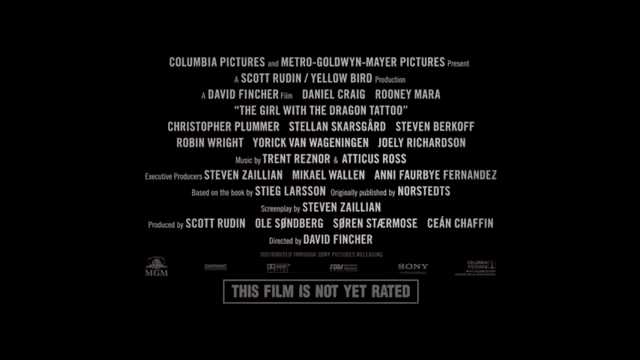 COLUMBIA PICTURES and METRO-GOLDWYN-MAYER PICTURES Present
A SCOTT RUDIN / YELLOW BIRD Production
A DAVID FINCHER Film DANIEL CRAIG ROONEY MARA
"THE GIRL WITH THE DRAGON TATTOO"
CHRISTOPHER PLUMMER STELLAN SKARSGÅRD STEVEN BERKOFF
ROBIN WRIGHT YORICK VAN WAGENINGEN JOELY RICHARDSON
Music by TRENT REZNOR & ATTICUS ROSS
Executive Producers STEVEN ZAILLIAN MIKAEL WALLEN ANNI FAURBYE FERNANDEZ
Based on the book by STIEG LARSSON Originally published by NORSTEDTS
Screenplay by STEVEN ZAILLIAN
Produced by SCOTT RUDIN OLE SØNDBERG SØREN STÆRMOSE CEÁN CHAFFIN
Directed by DAVID FINCHER
DISTRIBUTED THROUGH SONY PICTURES RELEASING
MGM SONY
THIS FILM IS NOT YET RATED